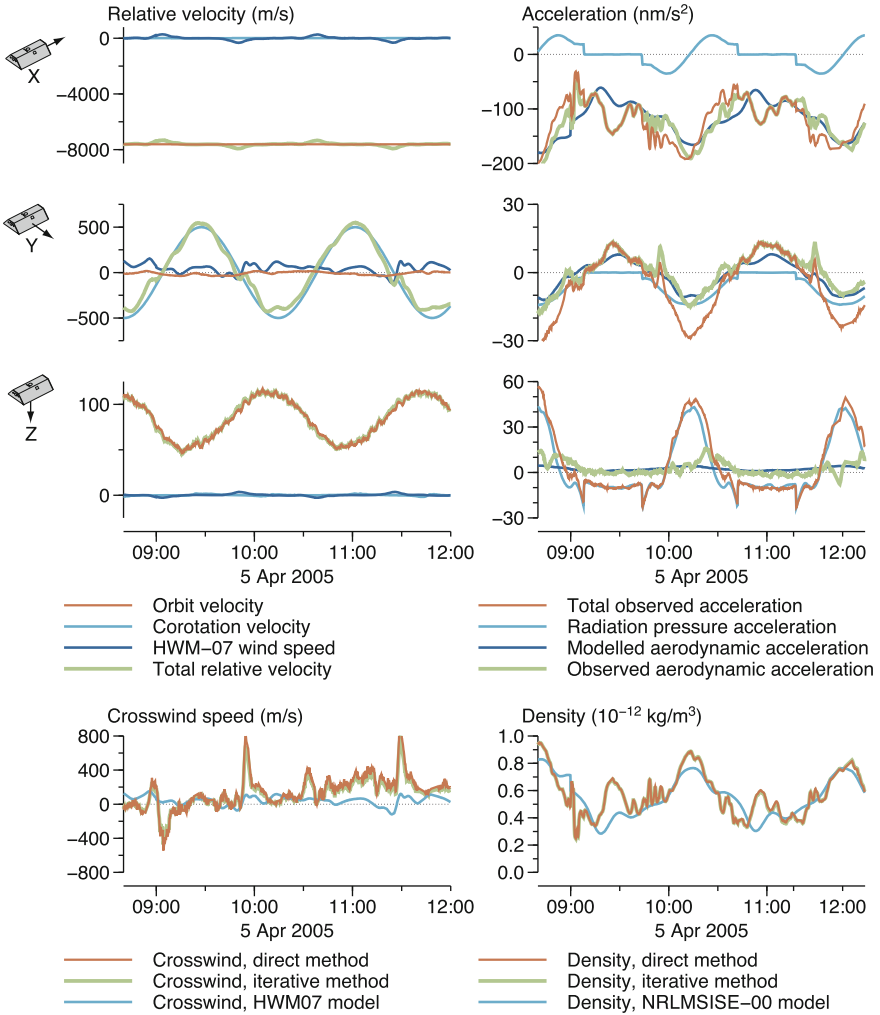 Relative velocity (m/s)
Acceleration (nm/s²)
X
0
−4000
−8000
0
−100
−200
Y
500
0
−500
30
0
−30
Z
100
0
60
30
0
−30
09:00 10:00 11:00 12:00
5 Apr 2005
09:00 10:00 11:00 12:00
5 Apr 2005
Orbit velocity
Corotation velocity
HWM−07 wind speed
Total relative velocity
Total observed acceleration
Radiation pressure acceleration
Modelled aerodynamic acceleration
Observed aerodynamic acceleration
Crosswind speed (m/s)
Density (10⁻¹² kg/m³)
800
400
0
−400
−800
1.0
0.8
0.6
0.4
0.2
0.0
09:00 10:00 11:00 12:00
5 Apr 2005
09:00 10:00 11:00 12:00
5 Apr 2005
Crosswind, direct method
Crosswind, iterative method
Crosswind, HWM07 model
Density, direct method
Density, iterative method
Density, NRLMSISE−00 model